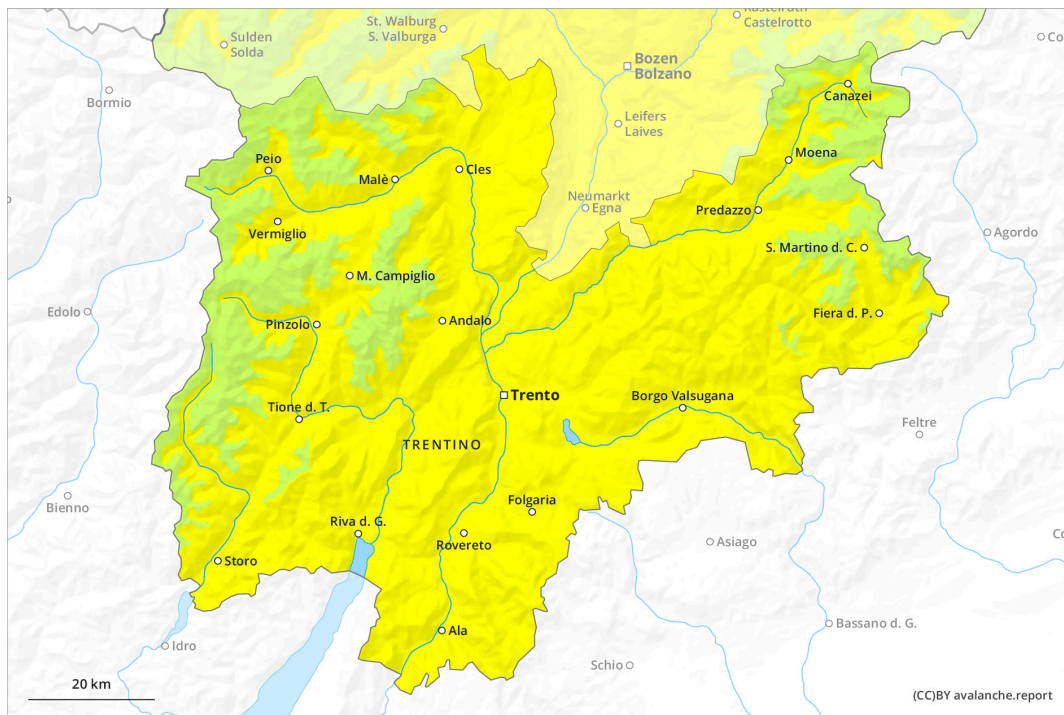 Kastelruth
Castelrotto
St. Walburg
S. Valburga
Sulden
Solda
Bozen
Bolzano
Bormio
Canazei
Leifers
Laives
Moena
Peio
Malè
Cles
Neumarkt
Egna
Predazzo
Vermiglio
Agordo
S. Martino d. C.
M. Campiglio
Edolo
Pinzolo
Andalo
Fiera d. P.
Trento
Borgo Valsugana
Tione d. T.
Feltre
TRENTINO
Bienno
Folgaria
Riva d. G.
Rovereto
Asiago
Storo
Bassano d. G.
Ala
Idro
Schio
20 km
(CC)BY avalanche.report